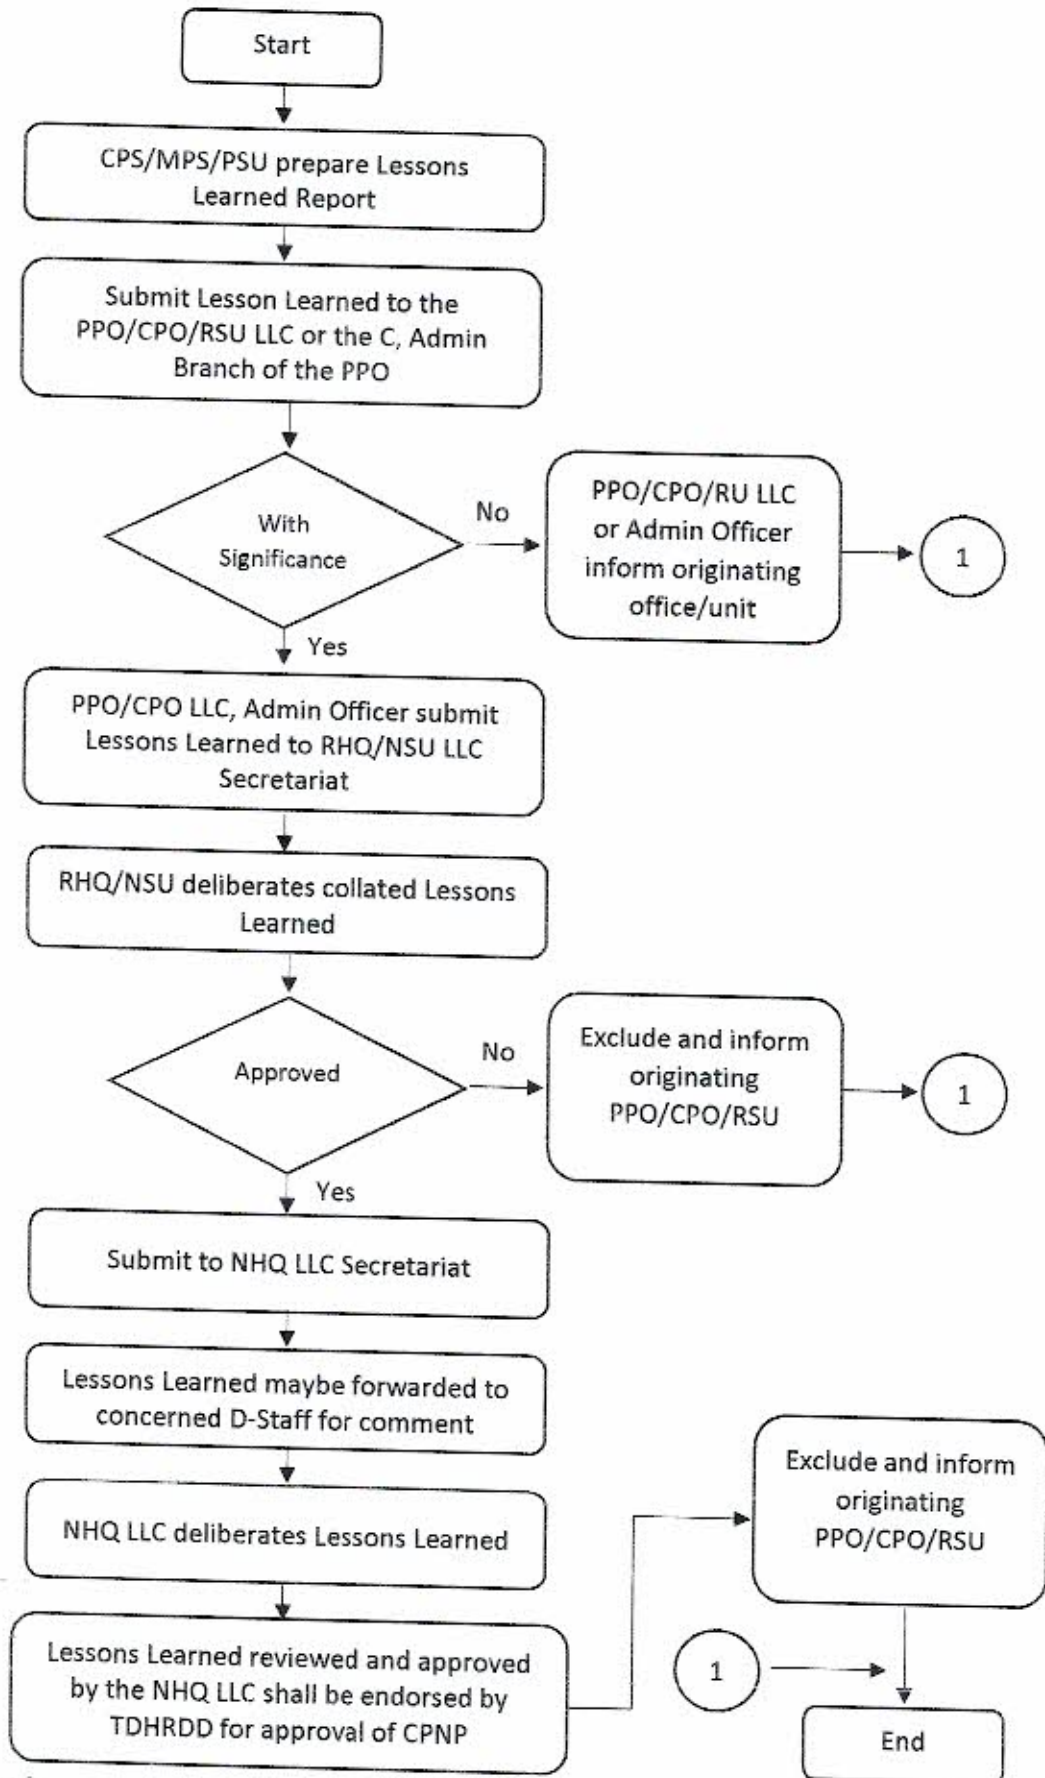 Start
CPS/MPS/PSU prepare Lessons
Learned Report
Submit Lesson Learned to the
PPO/CPO/RSU LLC or the C, Admin
Branch of the PPO
With
Significance
No
PPO/CPO/RU LLC
or Admin Officer
inform originating
office/unit
1
Yes
PPO/CPO LLC, Admin Officer submit
Lessons Learned to RHQ/NSU LLC
Secretariat
RHQ/NSU deliberates collated Lessons
Learned
Approved
No
Exclude and inform
originating
PPO/CPO/RSU
1
Yes
Submit to NHQ LLC Secretariat
Lessons Learned maybe forwarded to
concerned D-Staff for comment
NHQ LLC deliberates Lessons Learned
Lessons Learned reviewed and approved
by the NHQ LLC shall be endorsed by
TDHRDD for approval of CPNP
Exclude and inform
originating
PPO/CPO/RSU
1
End